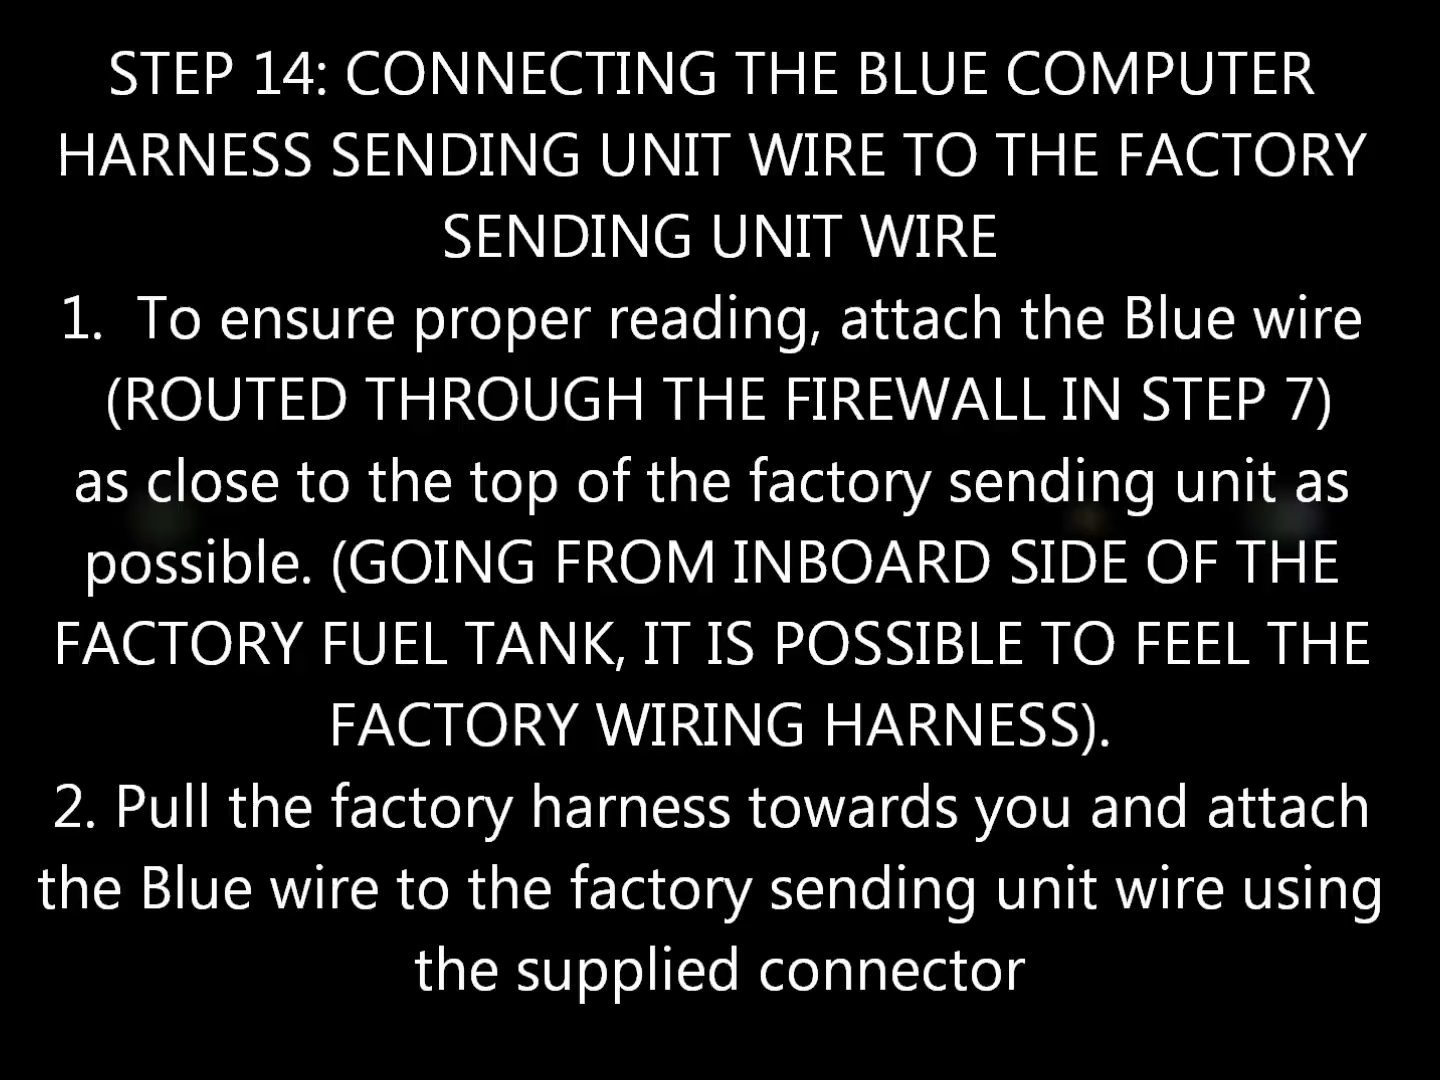 STEP 14: CONNECTING THE BLUE COMPUTER
HARNESS SENDING UNIT WIRE TO THE FACTORY
SENDING UNIT WIRE
1.  To ensure proper reading, attach the Blue wire
(ROUTED THROUGH THE FIREWALL IN STEP 7)
as close to the top of the factory sending unit as
possible. (GOING FROM INBOARD SIDE OF THE
FACTORY FUEL TANK, IT IS POSSIBLE TO FEEL THE
FACTORY WIRING HARNESS).
2. Pull the factory harness towards you and attach
the Blue wire to the factory sending unit wire using
the supplied connector